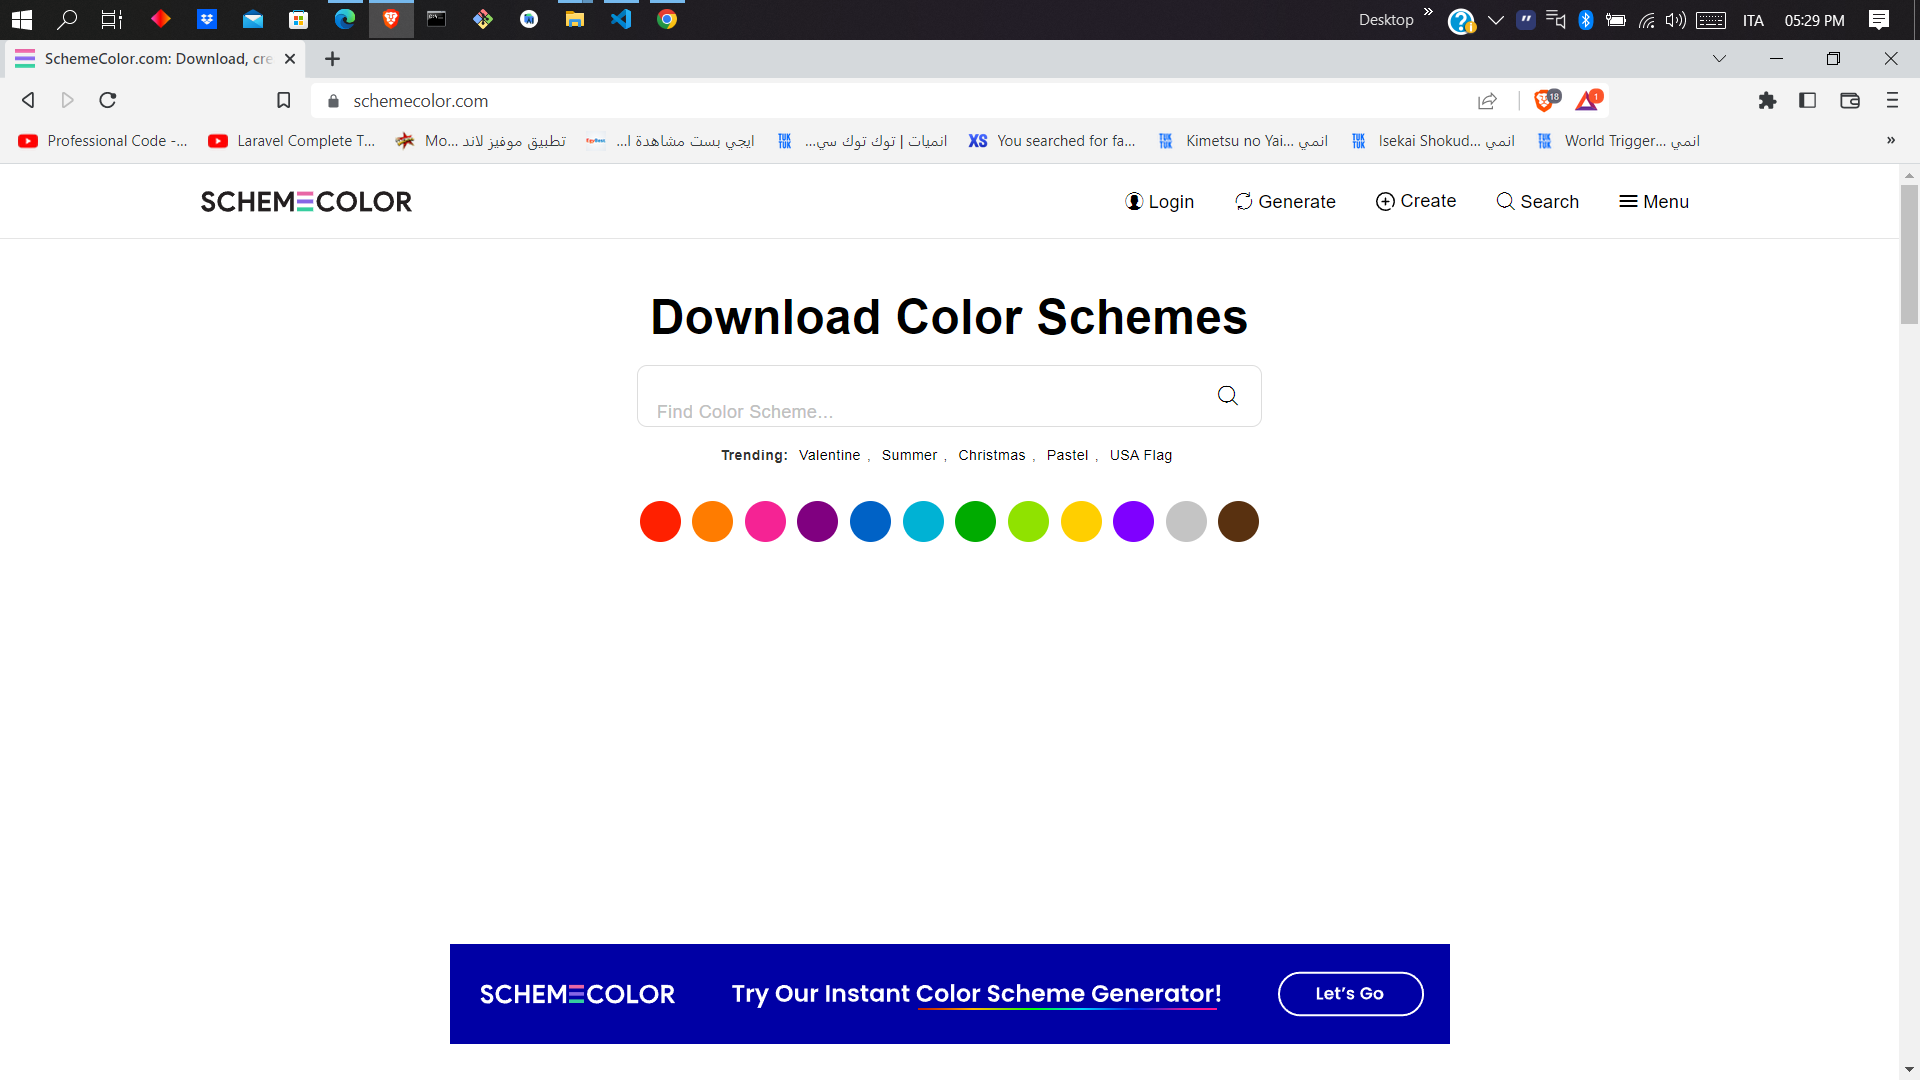 Desktop » ITA 05:29 PM
SchemeColor.com: Download, cre
schemecolor.com 18 1
Professional Code -...
Laravel Complete T...
تطبيق موفيز لاند ...Mo
ايجي بست مشاهدة ا...
انميات | توك توك سي...
XS You searched for fa...
انمي ...Kimetsu no Yai
انمي ...Isekai Shokud
انمي ...World Trigger
»
SCHEMECOLOR
Login Generate Create Search Menu
Download Color Schemes
Find Color Scheme...
Trending: Valentine , Summer , Christmas , Pastel , USA Flag
SCHEMECOLOR Try Our Instant Color Scheme Generator! Let's Go